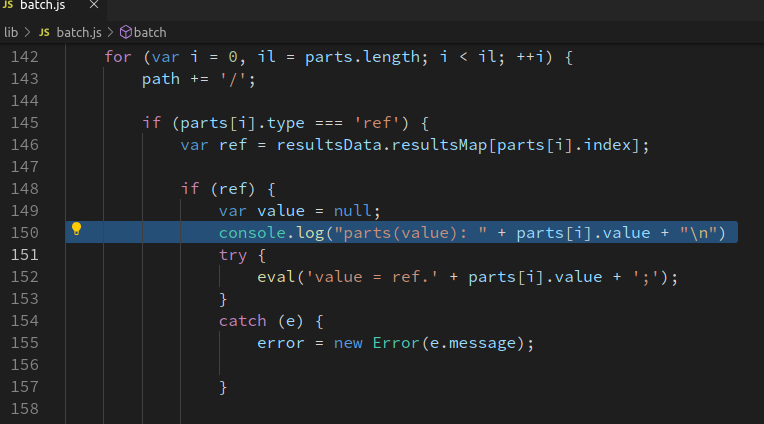 JS batch.js ×
lib > JS batch.js > batch
142 for (var i = 0, il = parts.length; i < il; ++i) {
143 path += '/';
144
145 if (parts[i].type === 'ref') {
146 var ref = resultsData.resultsMap[parts[i].index];
147
148 if (ref) {
149 var value = null;
150 console.log("parts(value): " + parts[i].value + "\n")
151 try {
152 eval('value = ref.' + parts[i].value + ';');
153 }
154 catch (e) {
155 error = new Error(e.message);
156
157 }
158